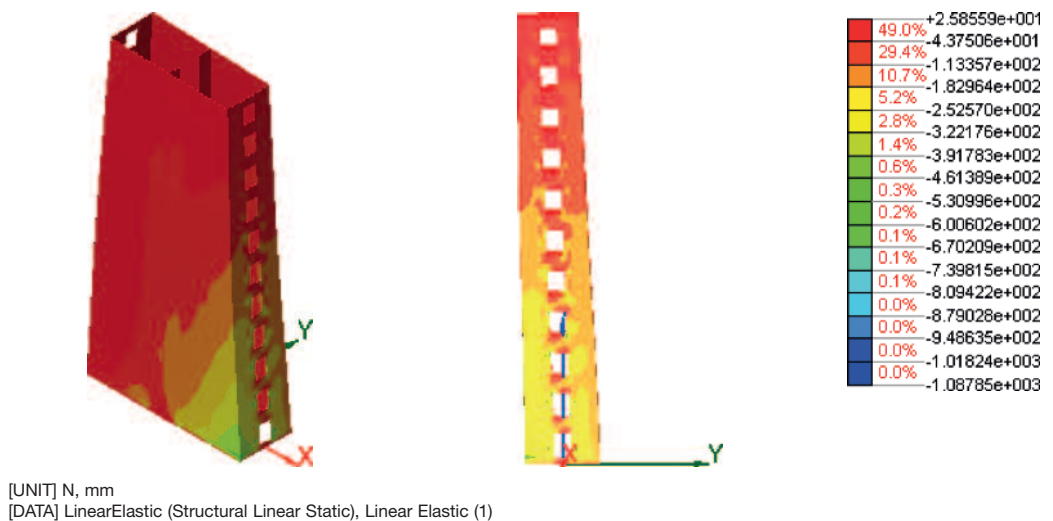 +2.58559e+001
49.0%
-4.37506e+001
29.4%
-1.13357e+002
10.7%
-1.82964e+002
5.2%
-2.52570e+002
2.8%
-3.22176e+002
1.4%
-3.91783e+002
0.6%
-4.61389e+002
0.3%
-5.30996e+002
0.2%
-6.00602e+002
0.1%
-6.70209e+002
0.1%
-7.39815e+002
0.1%
-8.09422e+002
0.0%
-8.79028e+002
0.0%
-9.48635e+002
0.0%
-1.01824e+003
0.0%
-1.08785e+003
Y
X
X
Y
[UNIT] N, mm
[DATA] LinearElastic (Structural Linear Static), Linear Elastic (1)